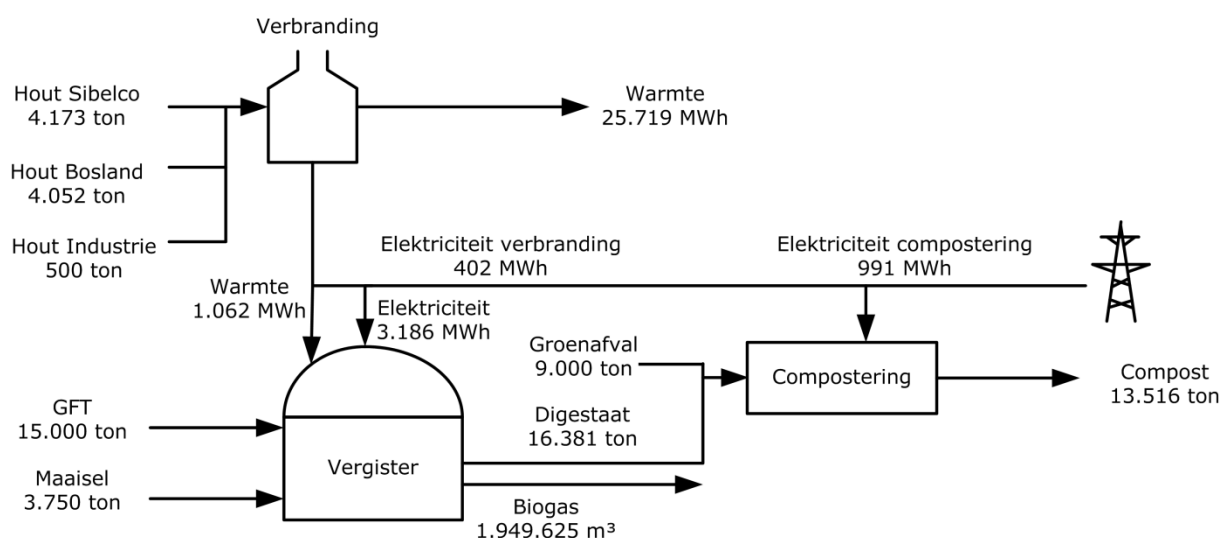 Verbranding
Hout Sibelco
4.173 ton
Warmte
25.719 MWh
Hout Bosland
4.052 ton
Hout Industrie
500 ton
Elektriciteit verbranding
402 MWh
Elektriciteit compostering
991 MWh
Warmte
1.062 MWh
Elektriciteit
3.186 MWh
Groenafval
9.000 ton
Compostering
Compost
13.516 ton
GFT
15.000 ton
Digestaat
16.381 ton
Vergister
Maaisel
3.750 ton
Biogas
1.949.625 m³